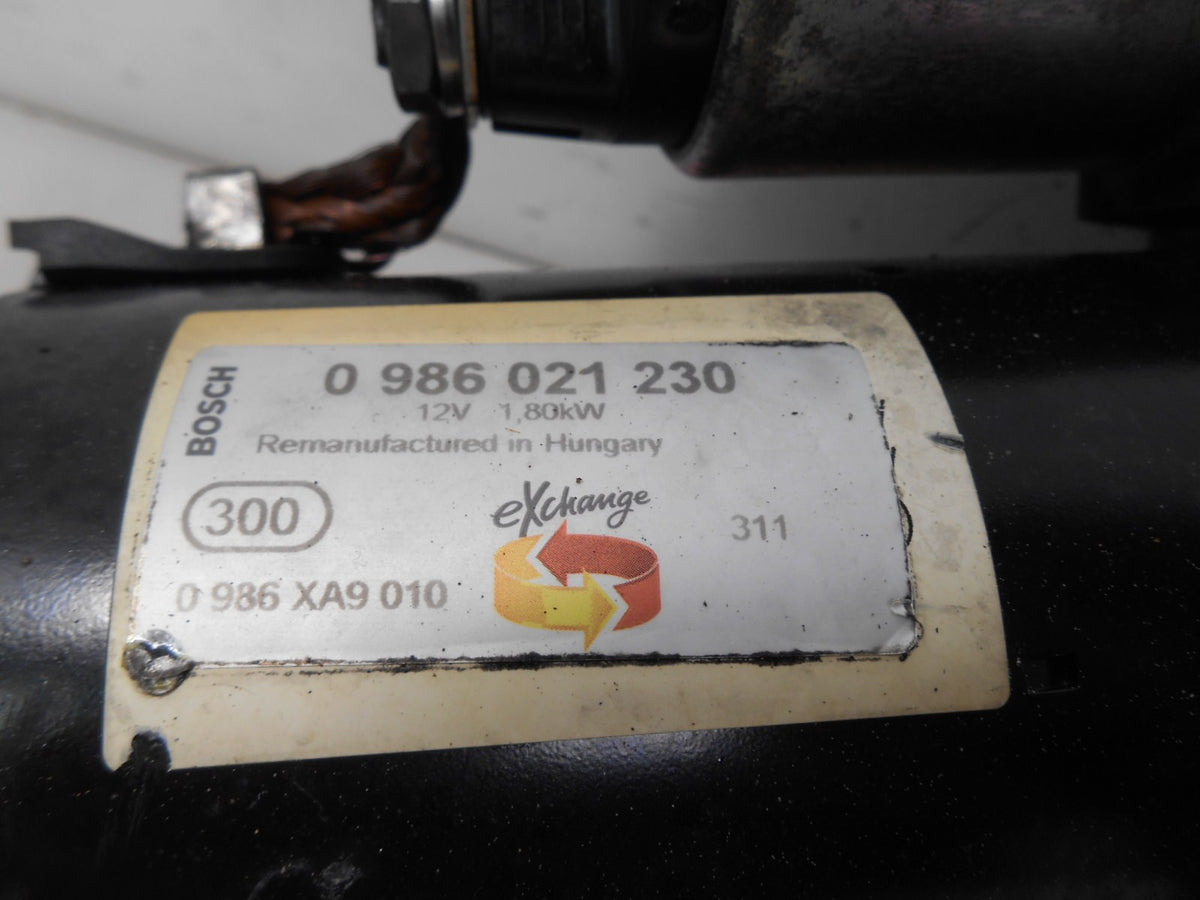 BOSCH
0 986 021 230
12V 1,80kW
Remanufactured in Hungary
300
eXchange
311
0 986 XA9 010